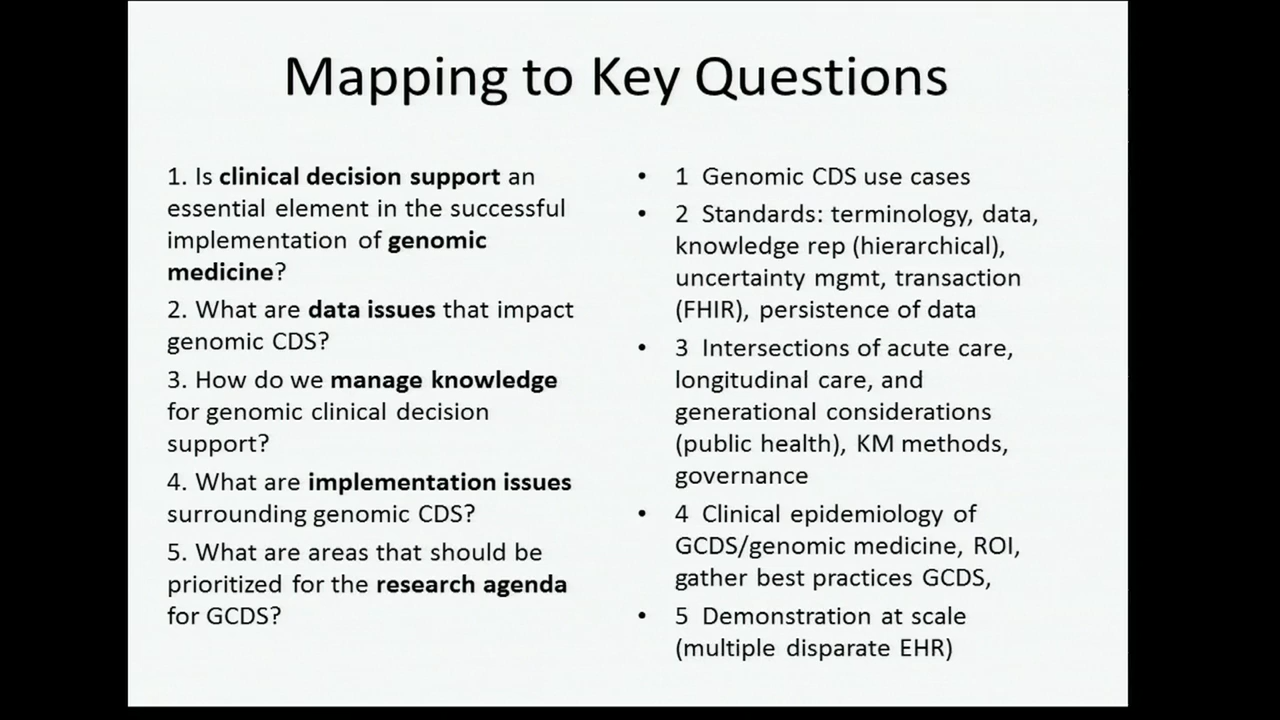 Mapping to Key Questions
1. Is clinical decision support an
essential element in the successful
implementation of genomic
medicine?
2. What are data issues that impact
genomic CDS?
3. How do we manage knowledge
for genomic clinical decision
support?
4. What are implementation issues
surrounding genomic CDS?
5. What are areas that should be
prioritized for the research agenda
for GCDS?
• 1 Genomic CDS use cases
• 2 Standards: terminology, data,
knowledge rep (hierarchical),
uncertainty mgmt, transaction
(FHIR), persistence of data
• 3 Intersections of acute care,
longitudinal care, and
generational considerations
(public health), KM methods,
governance
• 4 Clinical epidemiology of
GCDS/genomic medicine, ROI,
gather best practices GCDS,
• 5 Demonstration at scale
(multiple disparate EHR)